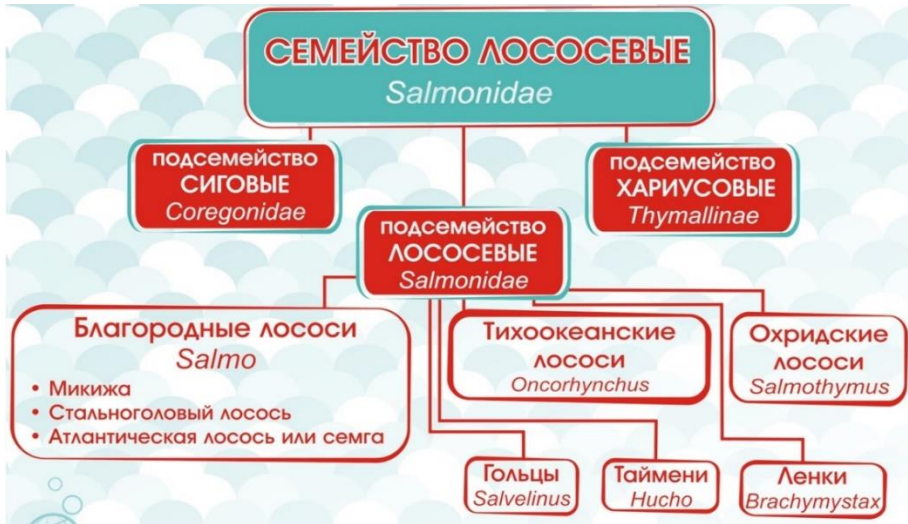 СЕМЕЙСТВО ЛОСОСЕВЫЕ
Salmonidae
подсемейство
СИГОВЫЕ
Coregonidae
подсемейство
ХАРИУСОВЫЕ
Thymallinae
подсемейство
ЛОСОСЕВЫЕ
Salmonidae
Благородные лососи
Salmo
• Микижа
• Стальноголовый лосось
• Атлантическая лосось или семга
Тихоокеанские
лососи
Oncorhynchus
Охридские
лососи
Salmothymus
Гольцы
Salvelinus
Таймени
Hucho
Ленки
Brachymystax